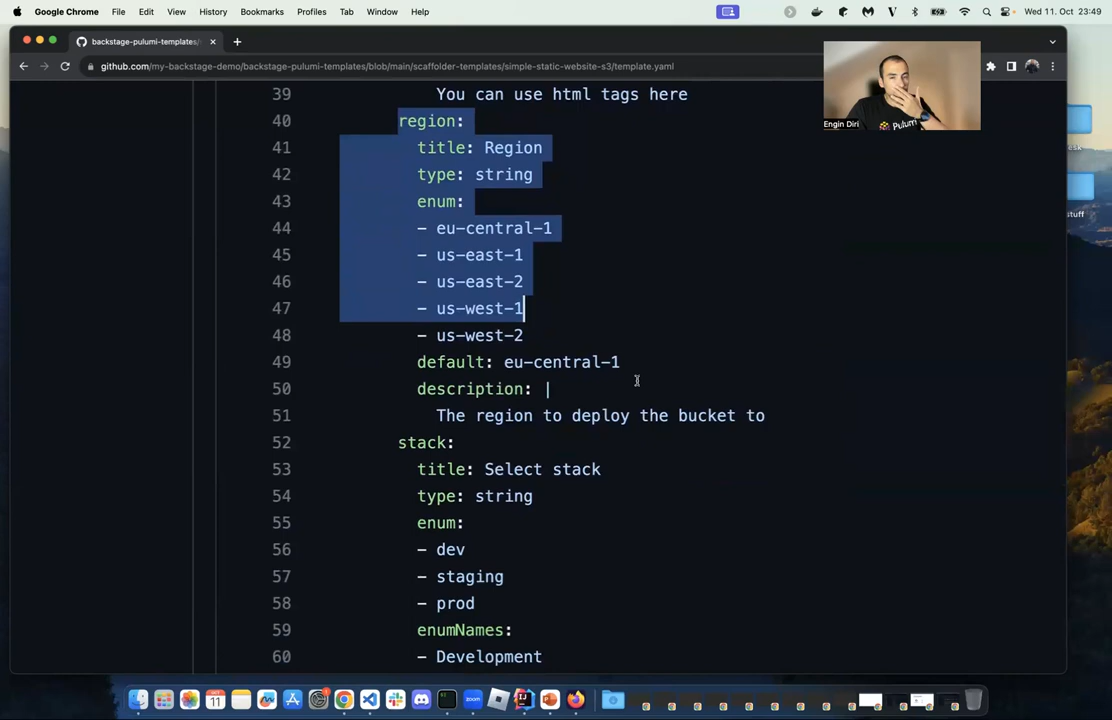 Google Chrome File Edit View History Bookmarks Profiles Tab Window Help Wed 11. Oct 23:49
backstage-pulumi-templates/
github.com/my-backstage-demo/backstage-pulumi-templates/blob/main/scaffolder-templates/simple-static-website-s3/template.yaml
39 You can use html tags here
40 region:
41 title: Region
42 type: string
43 enum:
44 - eu-central-1
45 - us-east-1
46 - us-east-2
47 - us-west-1
48 - us-west-2
49 default: eu-central-1
50 description: |
51 The region to deploy the bucket to
52 stack:
53 title: Select stack
54 type: string
55 enum:
56 - dev
57 - staging
58 - prod
59 enumNames:
60 - Development
Engin Diri
Pulumi
stuff
OCT
11
zoom